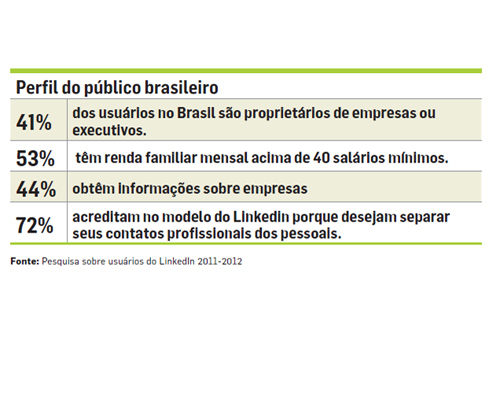 Perfil do público brasileiro
41%
dos usuários no Brasil são proprietários de empresas ou
executivos.
53%
têm renda familiar mensal acima de 40 salários mínimos.
44%
obtêm informações sobre empresas
72%
acreditam no modelo do LinkedIn porque desejam separar
seus contatos profissionais dos pessoais.
Fonte: Pesquisa sobre usuários do LinkedIn 2011-2012